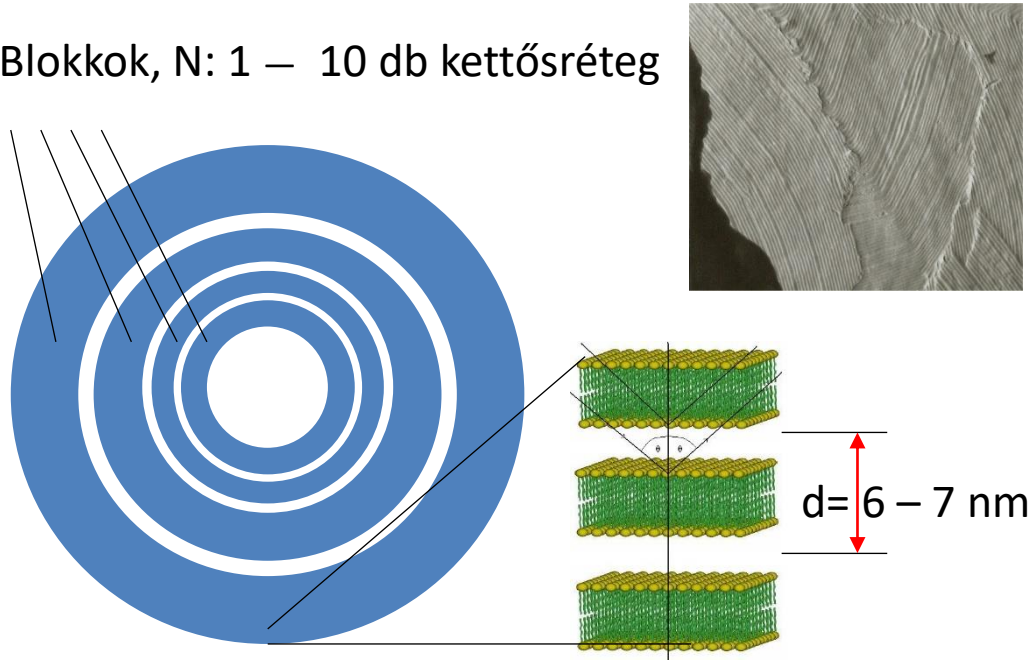 Blokkok, N: 1 – 10 db kettősréteg
d= 6 – 7 nm